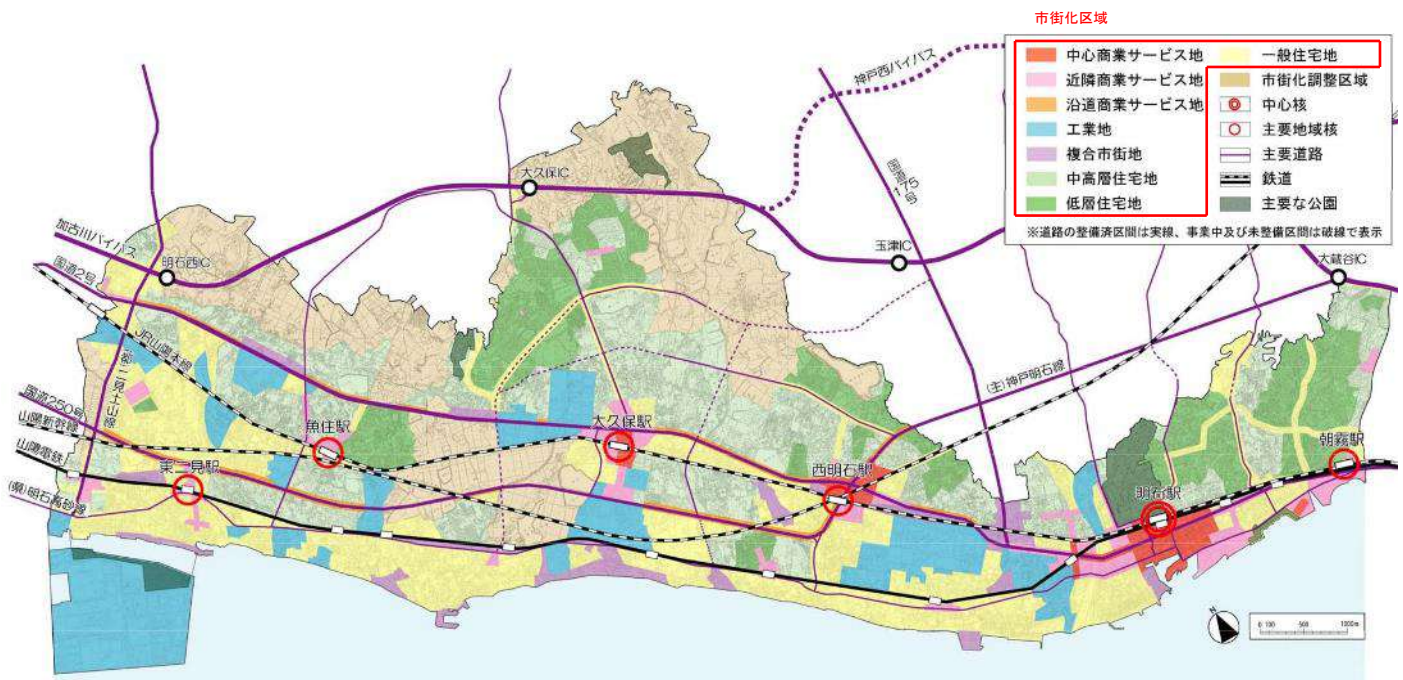 市街化区域
中心商業サービス地
一般住宅地
近隣商業サービス地
市街化調整区域
沿道商業サービス地
中心核
工業地
主要地域核
複合市街地
主要道路
中高層住宅地
鉄道
低層住宅地
主要な公園
※道路の整備済区間は実線、事業中及び未整備区間は破線で表示
神戸西バイパス
大久保IC
国道175号
玉津IC
大蔵谷IC
加古川バイパス
明石西IC
国道2号
JR山陽本線
(都)二見土山線
(主)神戸明石線
国道250号
山陽新幹線
魚住駅
大久保駅
朝霧駅
山陽電鉄
東二見駅
西明石駅
明石駅
(県)明石高砂線
N
0 100 500 1000m